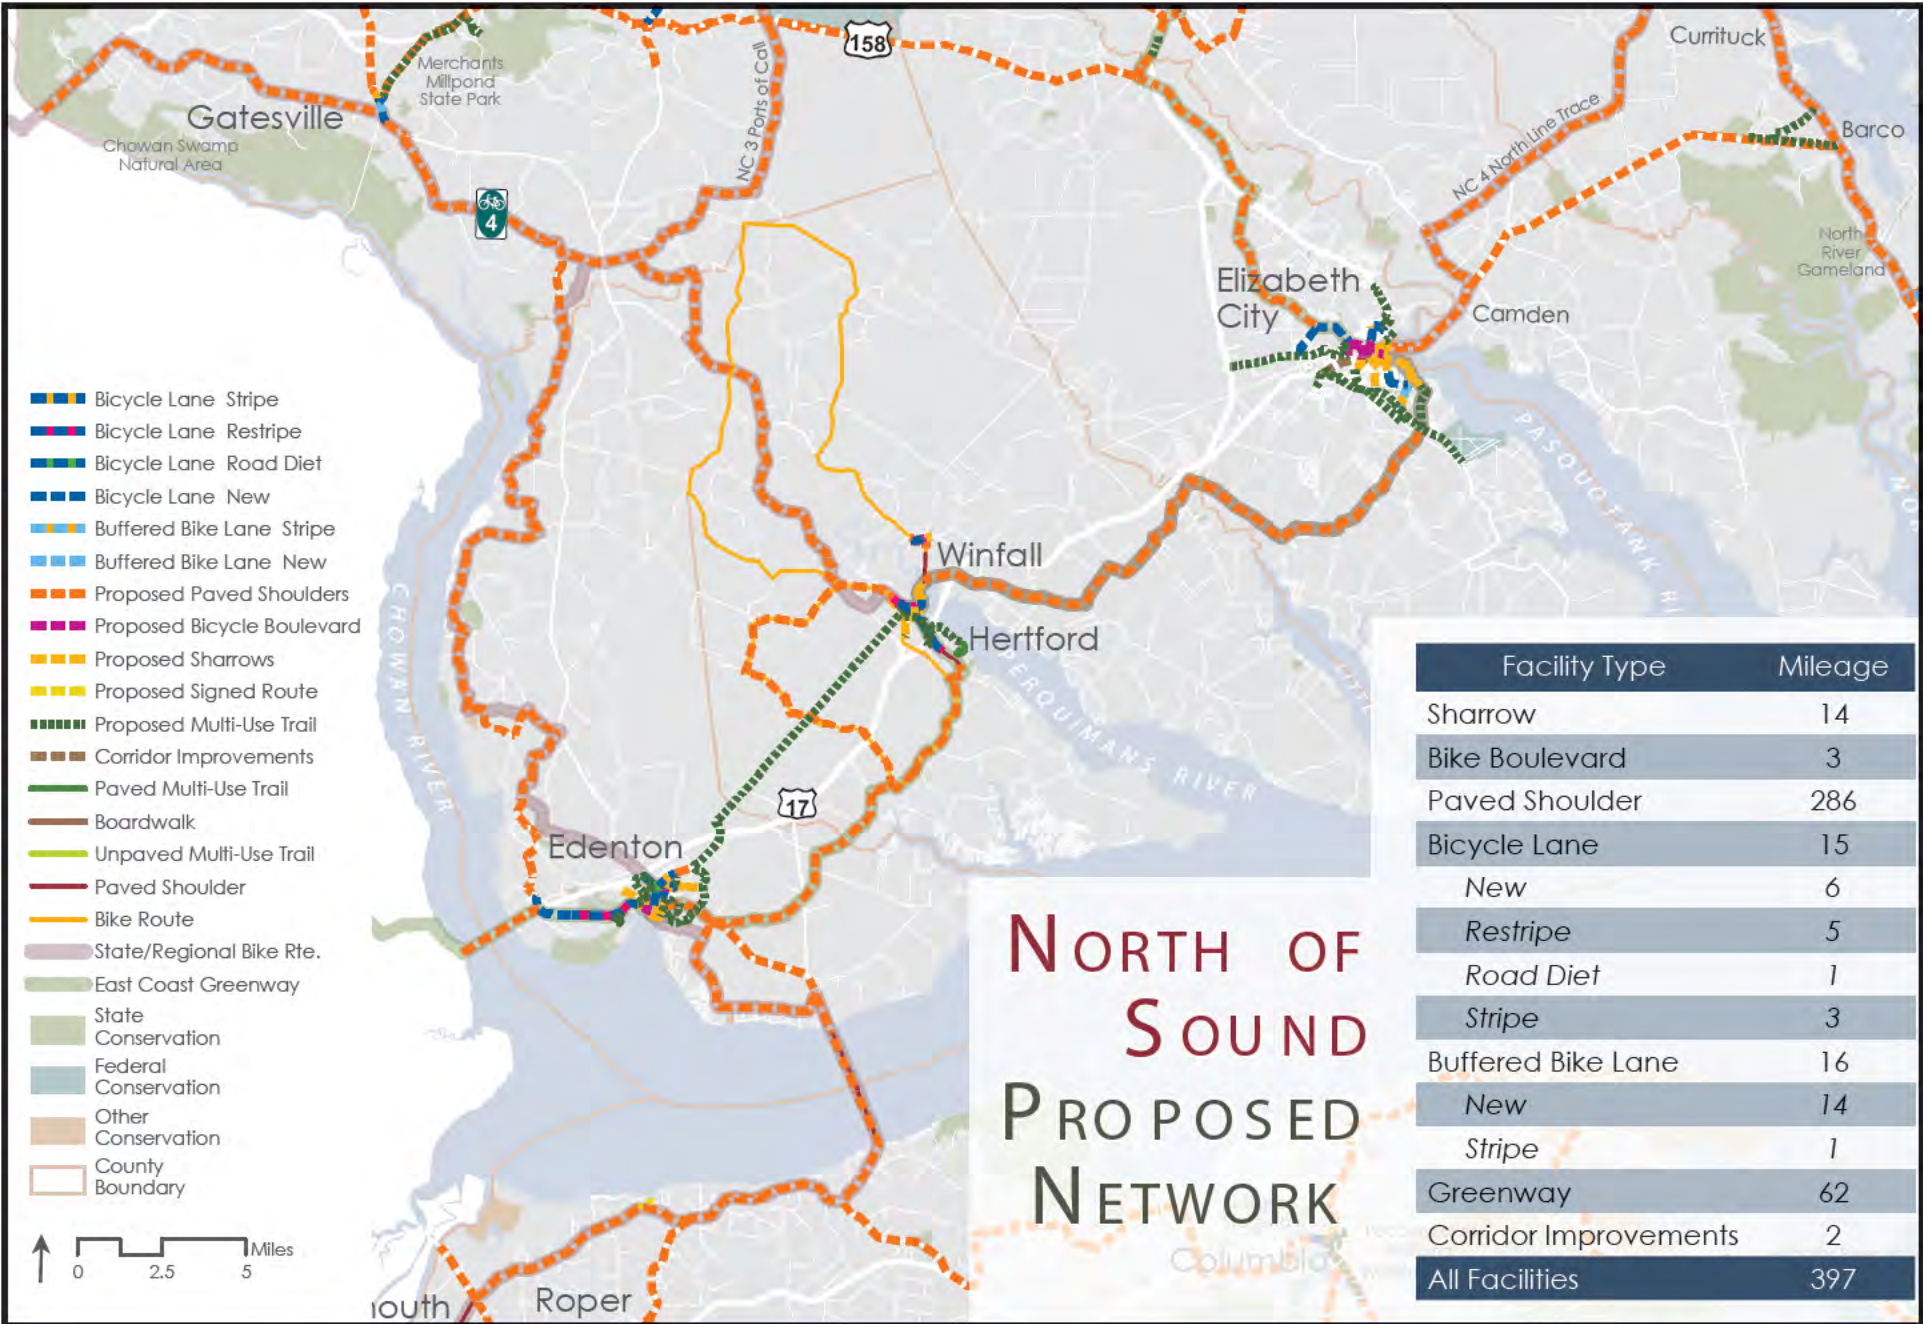 158
Currituck
Merchants
Millpond
State Park
NC 3 Ports of Call
Gatesville
Chowan Swamp
Natural Area
NC 4 North Line Trace
Barco
4
North
River
Gameland
Elizabeth
City
Camden
PASQUOTANK RI
Winfall
Hertford
PERQUIMANS RIVER
CHOWAN RIVER
17
Edenton
Roper
outh
Columbia
Bicycle Lane Stripe
Bicycle Lane Restripe
Bicycle Lane Road Diet
Bicycle Lane New
Buffered Bike Lane Stripe
Buffered Bike Lane New
Proposed Paved Shoulders
Proposed Bicycle Boulevard
Proposed Sharrows
Proposed Signed Route
Proposed Multi-Use Trail
Corridor Improvements
Paved Multi-Use Trail
Boardwalk
Unpaved Multi-Use Trail
Paved Shoulder
Bike Route
State/Regional Bike Rte.
East Coast Greenway
State
Conservation
Federal
Conservation
Other
Conservation
County
Boundary
Miles
0 2.5 5
NORTH OF
SOUND
PROPOSED
NETWORK
Facility Type Mileage
Sharrow 14
Bike Boulevard 3
Paved Shoulder 286
Bicycle Lane 15
New 6
Restripe 5
Road Diet 1
Stripe 3
Buffered Bike Lane 16
New 14
Stripe 1
Greenway 62
Corridor Improvements 2
All Facilities 397